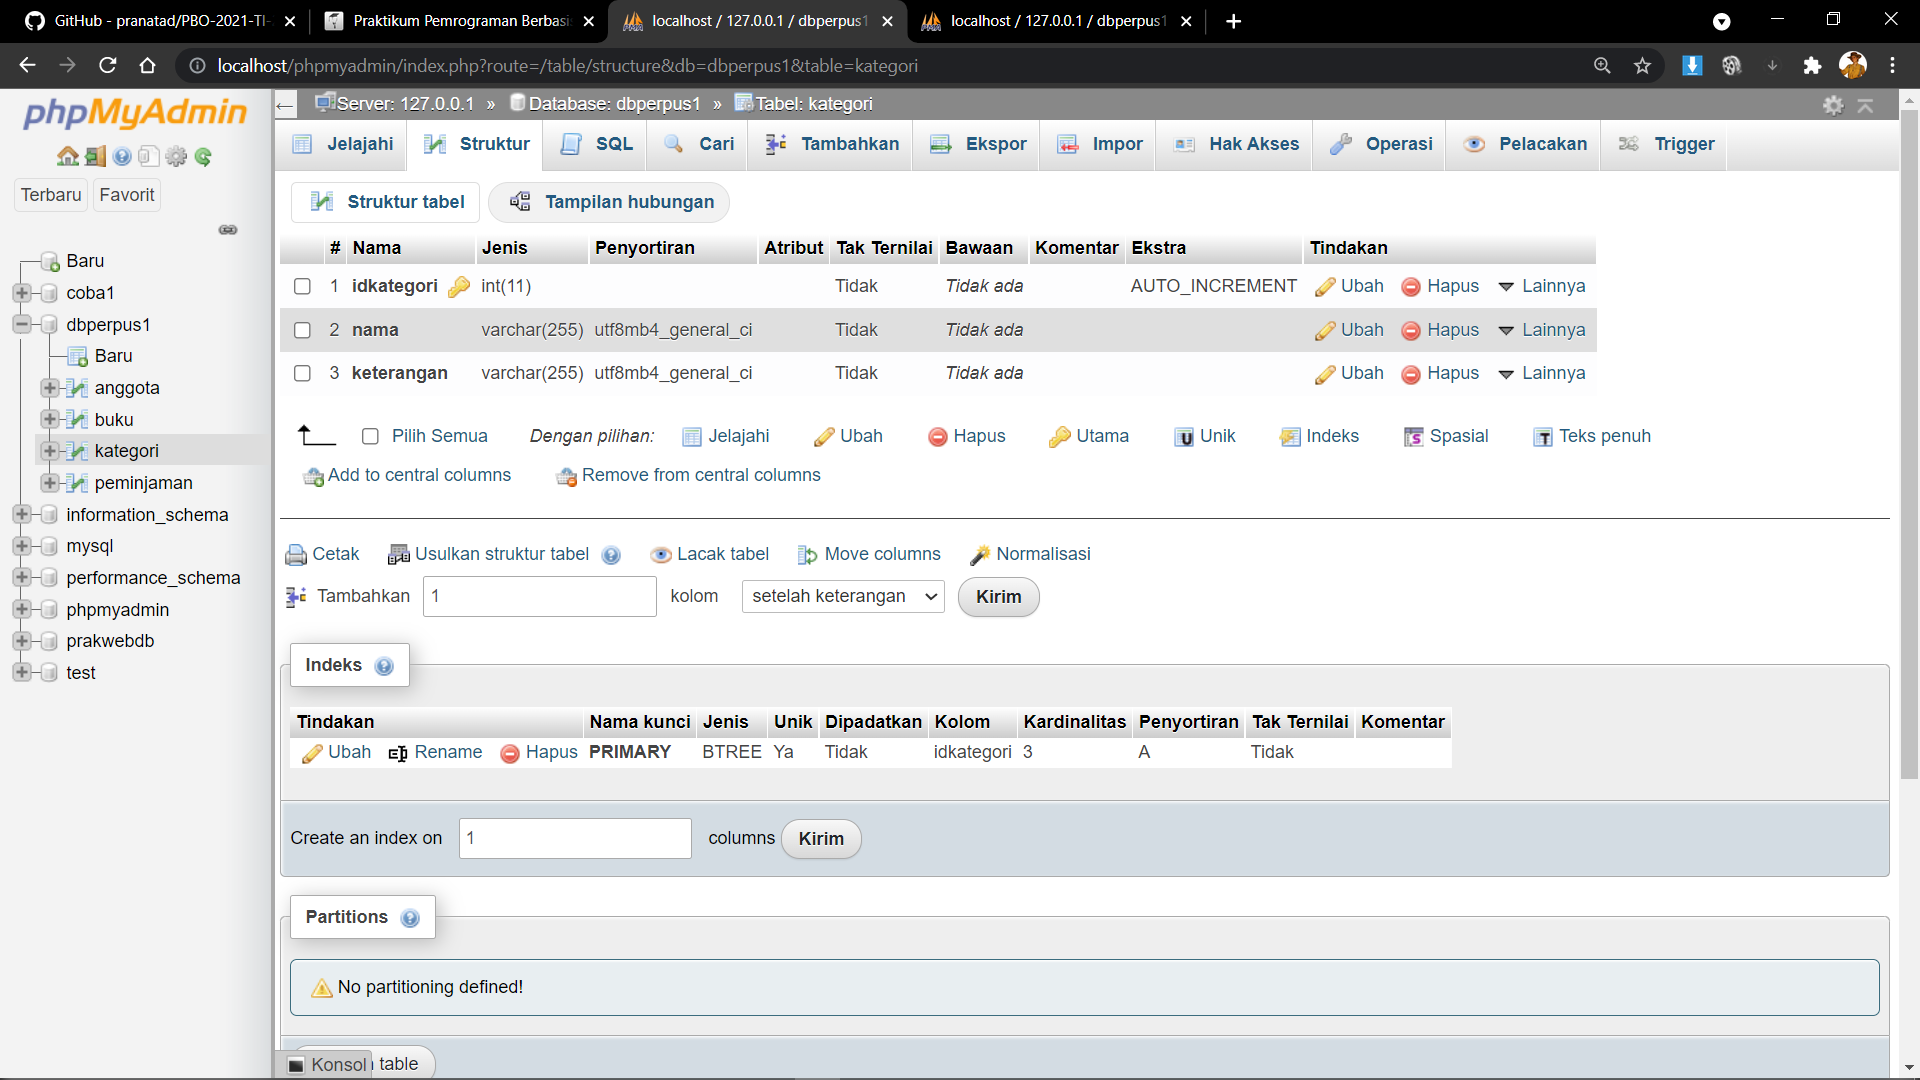 GitHub - pranatad/PBO-2021-TI-
Praktikum Pemrograman Berbasi
localhost / 127.0.0.1 / dbperpus1
localhost / 127.0.0.1 / dbperpus1
localhost/phpmyadmin/index.php?route=/table/structure&db=dbperpus1&table=kategori
phpMyAdmin
Terbaru Favorit
Baru
coba1
dbperpus1
Baru
anggota
buku
kategori
peminjaman
information_schema
mysql
performance_schema
phpmyadmin
prakwebdb
test
Server: 127.0.0.1 » Database: dbperpus1 » Tabel: kategori
Jelajahi Struktur SQL Cari Tambahkan Ekspor Impor Hak Akses Operasi Pelacakan Trigger
Struktur tabel Tampilan hubungan
# Nama Jenis Penyortiran Atribut Tak Ternilai Bawaan Komentar Ekstra Tindakan
1 idkategori int(11) Tidak Tidak ada AUTO_INCREMENT Ubah Hapus Lainnya
2 nama varchar(255) utf8mb4_general_ci Tidak Tidak ada Ubah Hapus Lainnya
3 keterangan varchar(255) utf8mb4_general_ci Tidak Tidak ada Ubah Hapus Lainnya
Pilih Semua Dengan pilihan: Jelajahi Ubah Hapus Utama Unik Indeks Spasial Teks penuh
Add to central columns Remove from central columns
Cetak Usulkan struktur tabel Lacak tabel Move columns Normalisasi
Tambahkan 1 kolom setelah keterangan Kirim
Indeks
Tindakan Nama kunci Jenis Unik Dipadatkan Kolom Kardinalitas Penyortiran Tak Ternilai Komentar
Ubah Rename Hapus PRIMARY BTREE Ya Tidak idkategori 3 A Tidak
Create an index on 1 columns Kirim
Partitions
No partitioning defined!
Konsol table